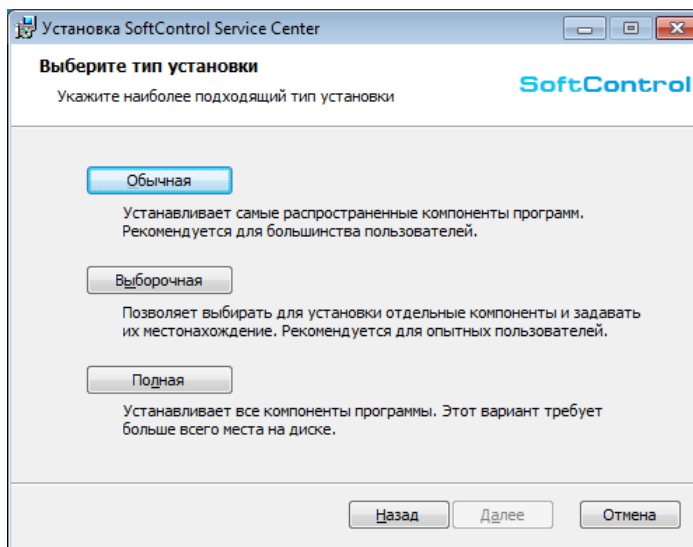 Установка SoftControl Service Center
Выберите тип установки
Укажите наиболее подходящий тип установки
SoftControl
Обычная
Устанавливает самые распространенные компоненты программ.
Рекомендуется для большинства пользователей.
Выборочная
Позволяет выбирать для установки отдельные компоненты и задавать
их местонахождение. Рекомендуется для опытных пользователей.
Полная
Устанавливает все компоненты программы. Этот вариант требует
больше всего места на диске.
Назад
Далее
Отмена